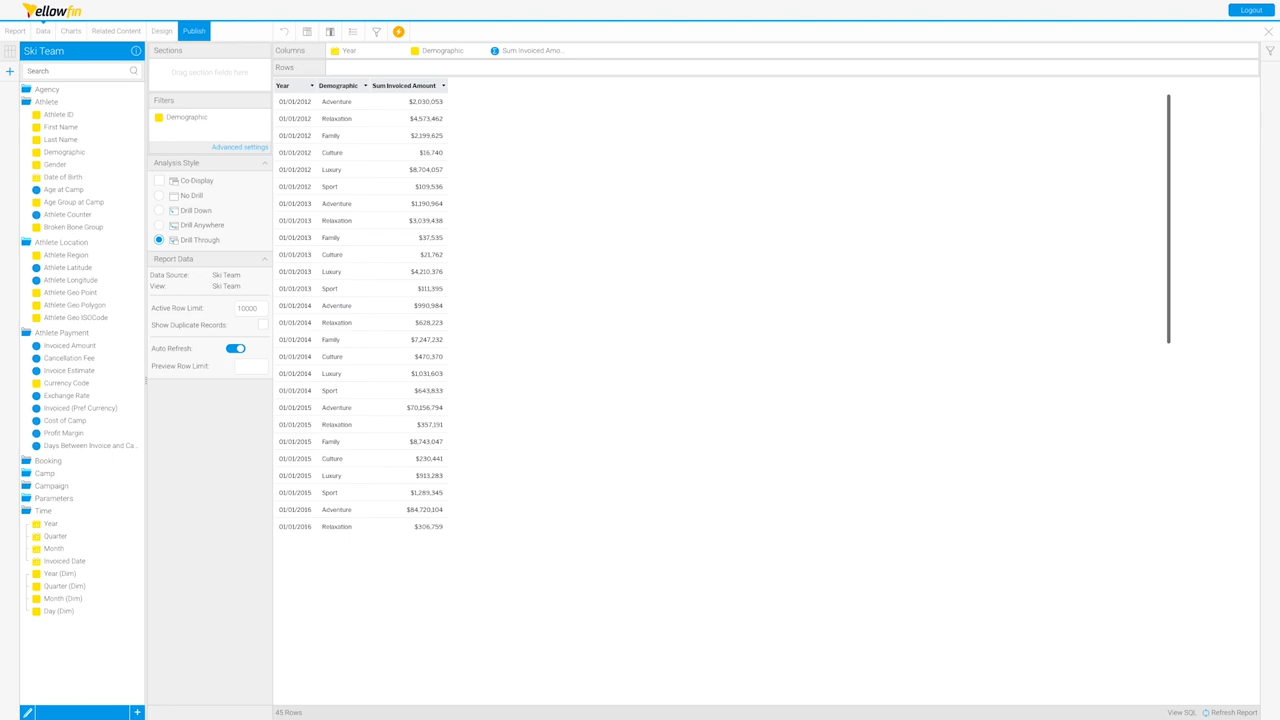 yellowfin
Logout
Report Data Charts Related Content Design Publish
Ski Team
Search
Agency
Athlete
Athlete ID
First Name
Last Name
Demographic
Gender
Date of Birth
Age at Camp
Age Group at Camp
Athlete Counter
Broken Bone Group
Athlete Location
Athlete Region
Athlete Latitude
Athlete Longitude
Athlete Geo Point
Athlete Geo Polygon
Athlete Geo ISOCode
Athlete Payment
Invoiced Amount
Cancellation Fee
Invoice Estimate
Currency Code
Exchange Rate
Invoiced (Pref Currency)
Cost of Camp
Profit Margin
Days Between Invoice and Ca...
Booking
Camp
Campaign
Parameters
Time
Year
Quarter
Month
Invoiced Date
Year (Dim)
Quarter (Dim)
Month (Dim)
Day (Dim)
Sections
Drag section fields here
Filters
Demographic
Advanced settings
Analysis Style
Co-Display
No Drill
Drill Down
Drill Anywhere
Drill Through
Report Data
Data Source: Ski Team
View: Ski Team
Active Row Limit: 10000
Show Duplicate Records:
Auto Refresh:
Preview Row Limit:
Columns Year Demographic Sum Invoiced Amo...
Rows
Year Demographic Sum Invoiced Amount
01/01/2012 Adventure $2,030,053
01/01/2012 Relaxation $4,573,462
01/01/2012 Family $2,199,625
01/01/2012 Culture $16,740
01/01/2012 Luxury $8,704,057
01/01/2012 Sport $109,536
01/01/2013 Adventure $1,190,964
01/01/2013 Relaxation $3,039,438
01/01/2013 Family $37,535
01/01/2013 Culture $21,762
01/01/2013 Luxury $4,210,376
01/01/2013 Sport $111,395
01/01/2014 Adventure $990,984
01/01/2014 Relaxation $628,223
01/01/2014 Family $7,247,232
01/01/2014 Culture $470,370
01/01/2014 Luxury $1,031,603
01/01/2014 Sport $643,833
01/01/2015 Adventure $70,156,794
01/01/2015 Relaxation $357,191
01/01/2015 Family $8,743,047
01/01/2015 Culture $230,441
01/01/2015 Luxury $913,283
01/01/2015 Sport $1,289,345
01/01/2016 Adventure $84,720,104
01/01/2016 Relaxation $306,759
45 Rows
View SQL Refresh Report